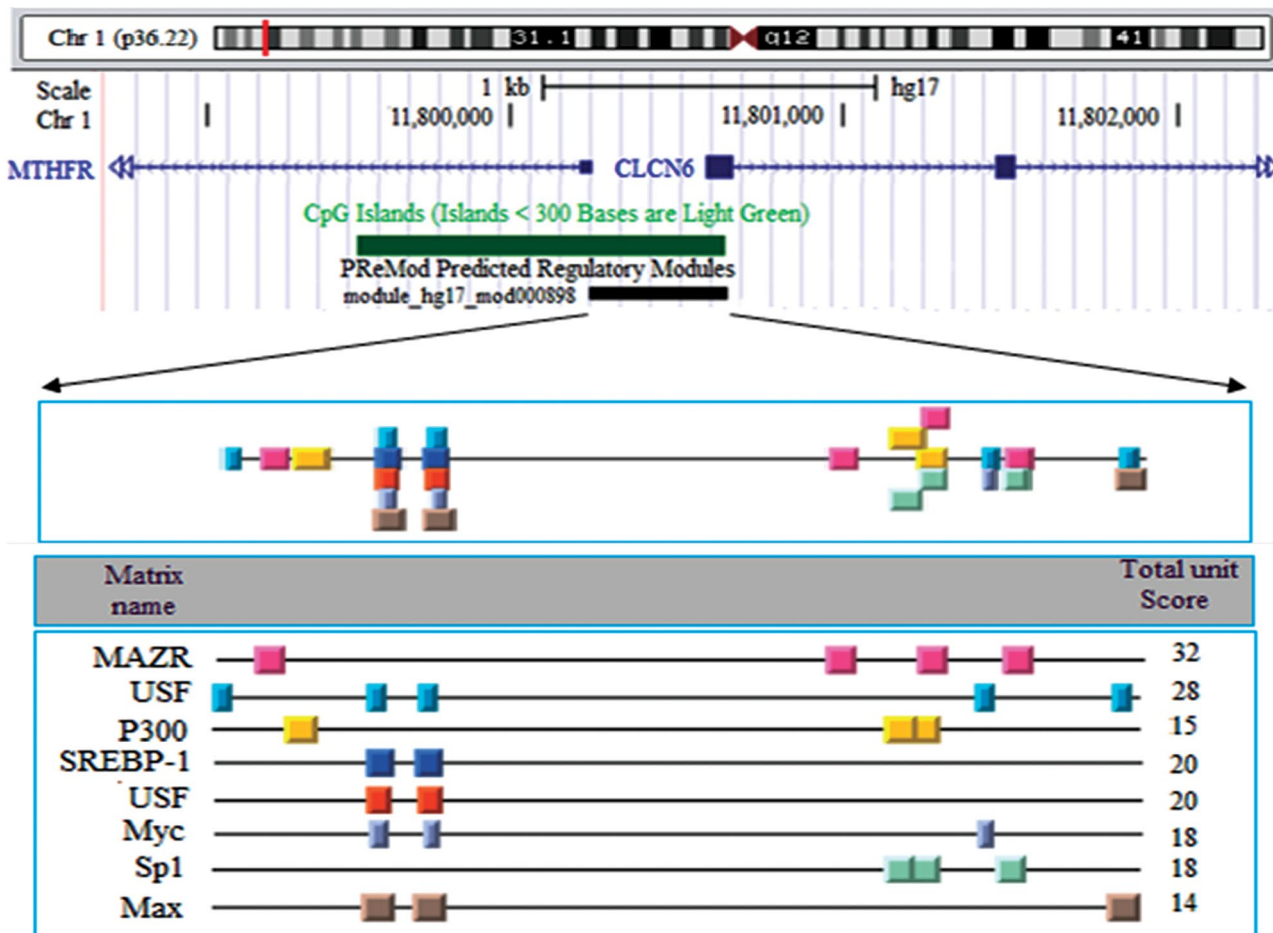 Chr 1 (p36.22) 31.1 q12 41
Scale 1 kb hg17
Chr 1 11,800,000 11,801,000 11,802,000
MTHFR CLCN6
CpG Islands (Islands < 300 Bases are Light Green)
PReMod Predicted Regulatory Modules
module_hg17_mod000898
Matrix name Total unit Score
MAZR 32
USF 28
P300 15
SREBP-1 20
USF 20
Myc 18
Sp1 18
Max 14